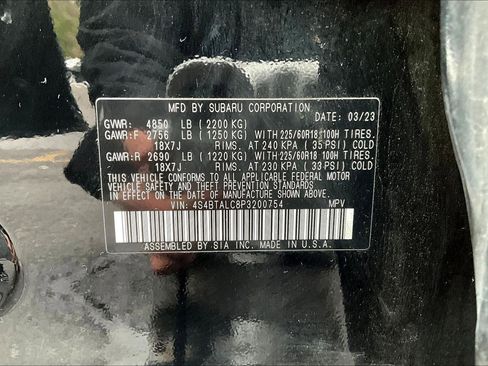 MFD BY SUBARU CORPORATION
DATE: 03/23
GVWR: 4850 LB (2200 KG)
GAWR:F 2756 LB (1250 KG) WITH 225/60R18 100H TIRES.
18X7J RIMS. AT 240 KPA (35 PSI) COLD
GAWR:R 2690 LB (1220 KG) WITH 225/60R18 100H TIRES.
18X7J RIMS. AT 230 KPA (33 PSI) COLD
THIS VEHICLE CONFORMS TO ALL APPLICABLE FEDERAL MOTOR
VEHICLE SAFETY AND THEFT PREVENTION STANDARDS
IN EFFECT ON THE DATE OF MANUFACTURE SHOWN ABOVE.
VIN: 4S4BTALC8P3200754 MPV
ASSEMBLED BY SIA INC. MADE IN U.S.A.